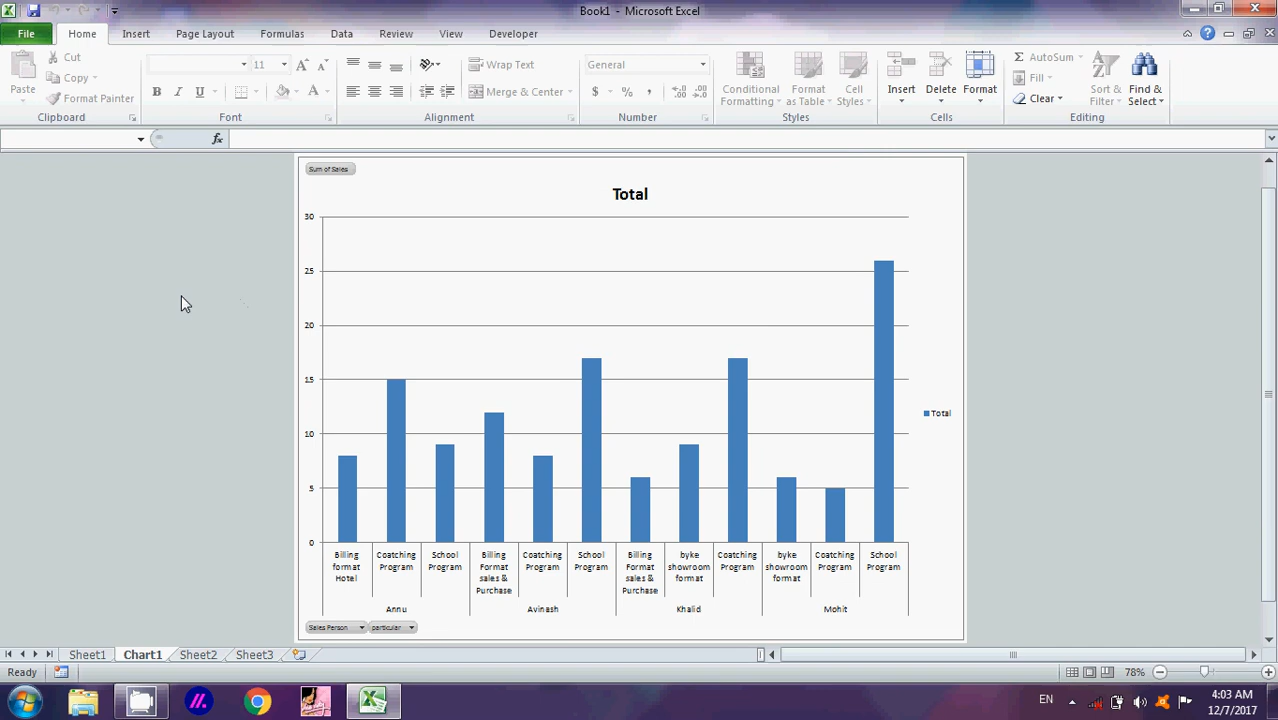 Book1 - Microsoft Excel
File Home Insert Page Layout Formulas Data Review View Developer
Paste
Cut
Copy
Format Painter
Clipboard
11
B I U
A
Font
Wrap Text
Merge & Center
Alignment
General
$ % ,
Number
Conditional Formatting
Format as Table
Cell Styles
Styles
Insert
Delete
Format
Cells
AutoSum
Fill
Clear
Sort & Filter
Find & Select
Editing
fx
Sum of Sales
Total
30
25
20
15
10
5
0
Total
Billing format Hotel
Coatching Program
School Program
Billing Format sales & Purchase
Coatching Program
School Program
Billing Format sales & Purchase
byke showroom format
Coatching Program
byke showroom format
Coatching Program
School Program
Annu
Avinash
Khalid
Mohit
Sales Person
particular
Sheet1 Chart1 Sheet2 Sheet3
Ready
78%
EN
4:03 AM
12/7/2017